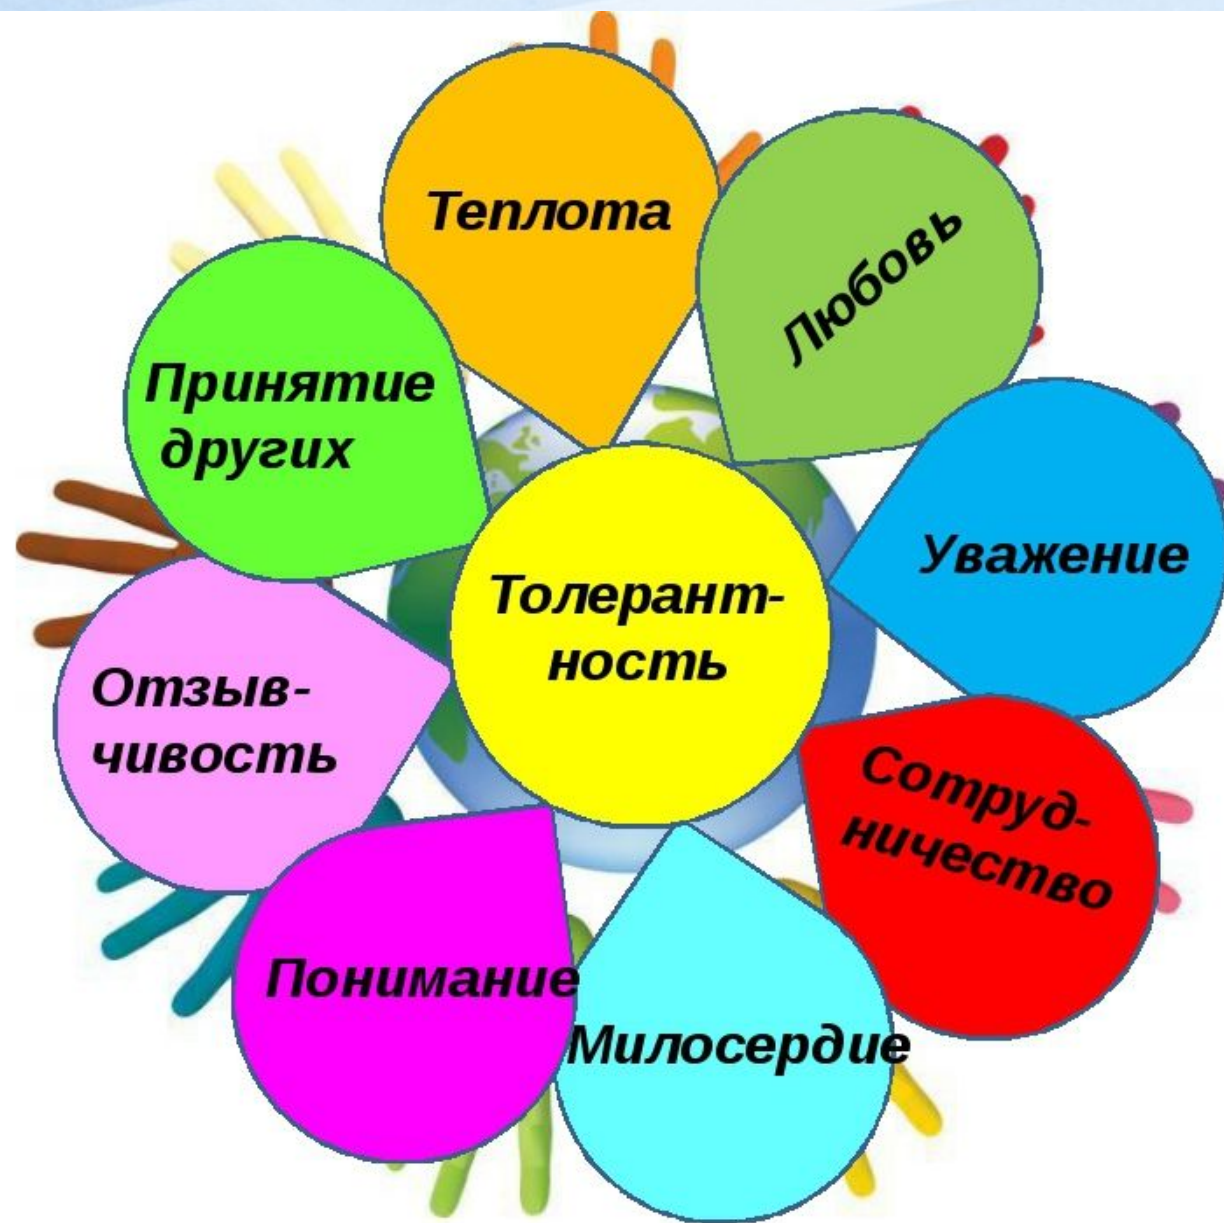 Теплота
Любовь
Принятие
других
Уважение
Толерант-
ность
Отзыв-
чивость
Сотруд-
ничество
Понимание
Милосердие